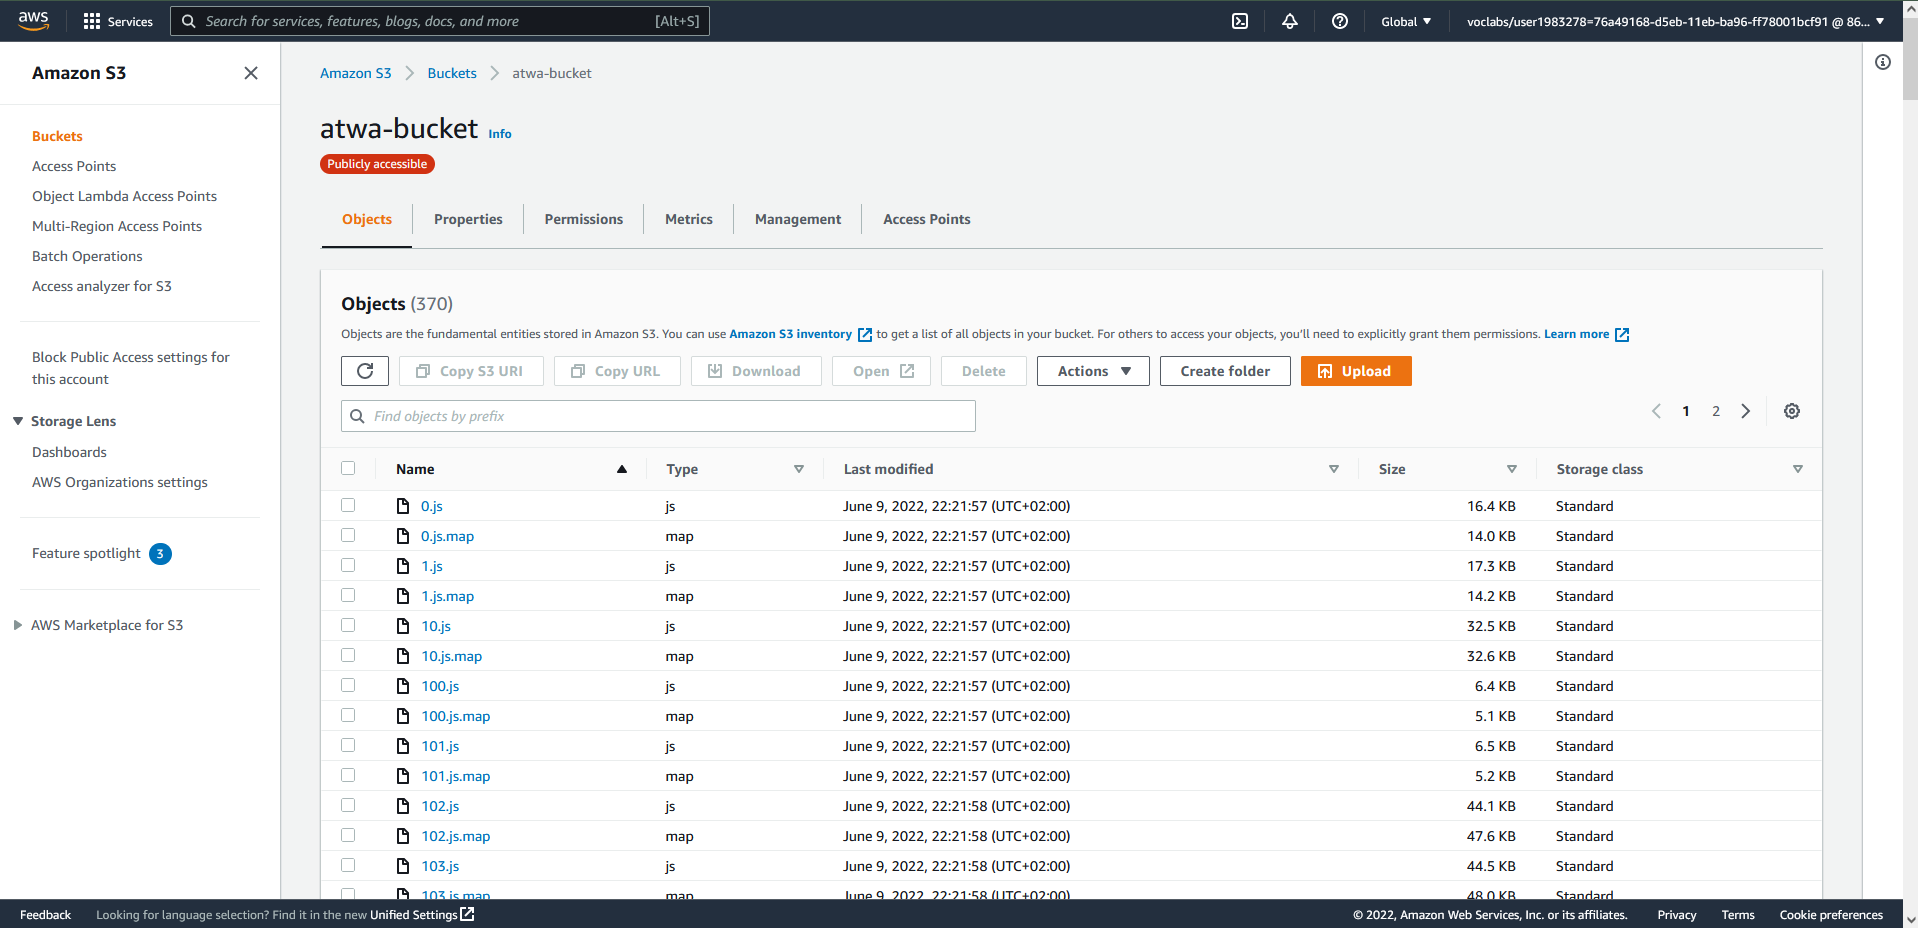 aws Services Search for services, features, blogs, docs, and more [Alt+S] Global voclabs/user1983278=76a49168-d5eb-11eb-ba96-ff78001bcf91 @ 86...
Amazon S3
Buckets
Access Points
Object Lambda Access Points
Multi-Region Access Points
Batch Operations
Access analyzer for S3
Block Public Access settings for
this account
Storage Lens
Dashboards
AWS Organizations settings
Feature spotlight 3
AWS Marketplace for S3
Amazon S3 Buckets atwa-bucket
atwa-bucket Info
Publicly accessible
Objects Properties Permissions Metrics Management Access Points
Objects (370)
Objects are the fundamental entities stored in Amazon S3. You can use Amazon S3 inventory to get a list of all objects in your bucket. For others to access your objects, you'll need to explicitly grant them permissions. Learn more
Copy S3 URI Copy URL Download Open Delete Actions Create folder Upload
Find objects by prefix 1 2
Name Type Last modified Size Storage class
0.js js June 9, 2022, 22:21:57 (UTC+02:00) 16.4 KB Standard
0.js.map map June 9, 2022, 22:21:57 (UTC+02:00) 14.0 KB Standard
1.js js June 9, 2022, 22:21:57 (UTC+02:00) 17.3 KB Standard
1.js.map map June 9, 2022, 22:21:57 (UTC+02:00) 14.2 KB Standard
10.js js June 9, 2022, 22:21:57 (UTC+02:00) 32.5 KB Standard
10.js.map map June 9, 2022, 22:21:57 (UTC+02:00) 32.6 KB Standard
100.js js June 9, 2022, 22:21:57 (UTC+02:00) 6.4 KB Standard
100.js.map map June 9, 2022, 22:21:57 (UTC+02:00) 5.1 KB Standard
101.js js June 9, 2022, 22:21:57 (UTC+02:00) 6.5 KB Standard
101.js.map map June 9, 2022, 22:21:57 (UTC+02:00) 5.2 KB Standard
102.js js June 9, 2022, 22:21:58 (UTC+02:00) 44.1 KB Standard
102.js.map map June 9, 2022, 22:21:58 (UTC+02:00) 47.6 KB Standard
103.js js June 9, 2022, 22:21:58 (UTC+02:00) 44.5 KB Standard
103.js.map map June 9, 2022, 22:21:58 (UTC+02:00) 48.0 KB Standard
Feedback Looking for language selection? Find it in the new Unified Settings © 2022, Amazon Web Services, Inc. or its affiliates. Privacy Terms Cookie preferences